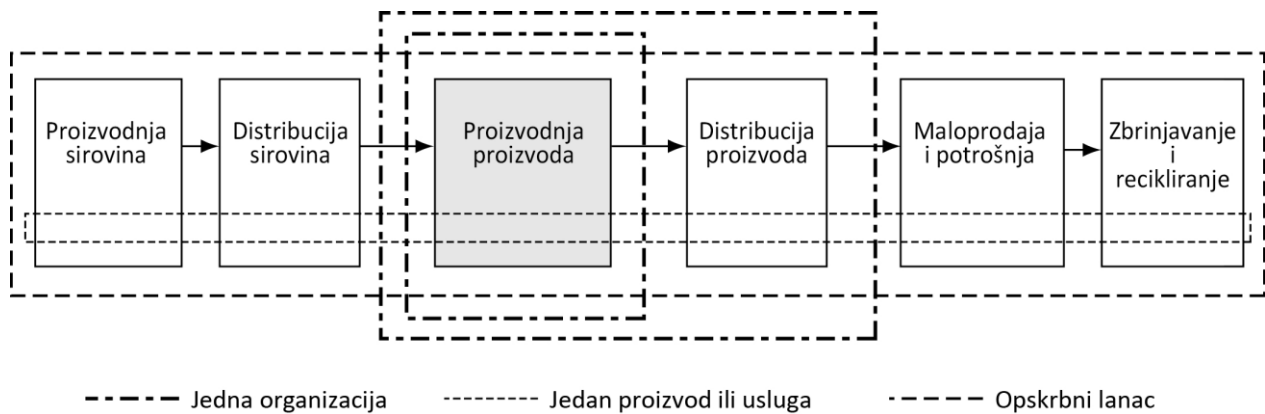 Proizvodnja
sirovina
Distribucija
sirovina
Proizvodnja
proizvoda
Distribucija
proizvoda
Maloprodaja
i potrošnja
Zbrinjavanje
i
recikliranje
Jedna organizacija
Jedan proizvod ili usluga
Opskrbni lanac